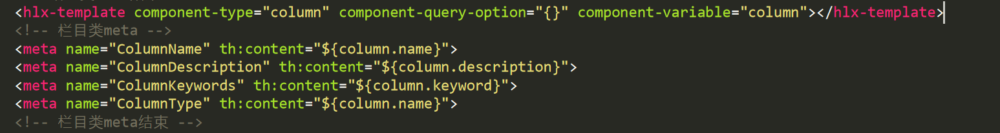 <hlx-template component-type="column" component-query-option="{}" component-variable="column"></hlx-template>
<!-- 栏目类meta -->
<meta name="ColumnName" th:content="${column.name}">
<meta name="ColumnDescription" th:content="${column.description}">
<meta name="ColumnKeywords" th:content="${column.keyword}">
<meta name="ColumnType" th:content="${column.name}">
<!-- 栏目类meta结束 -->